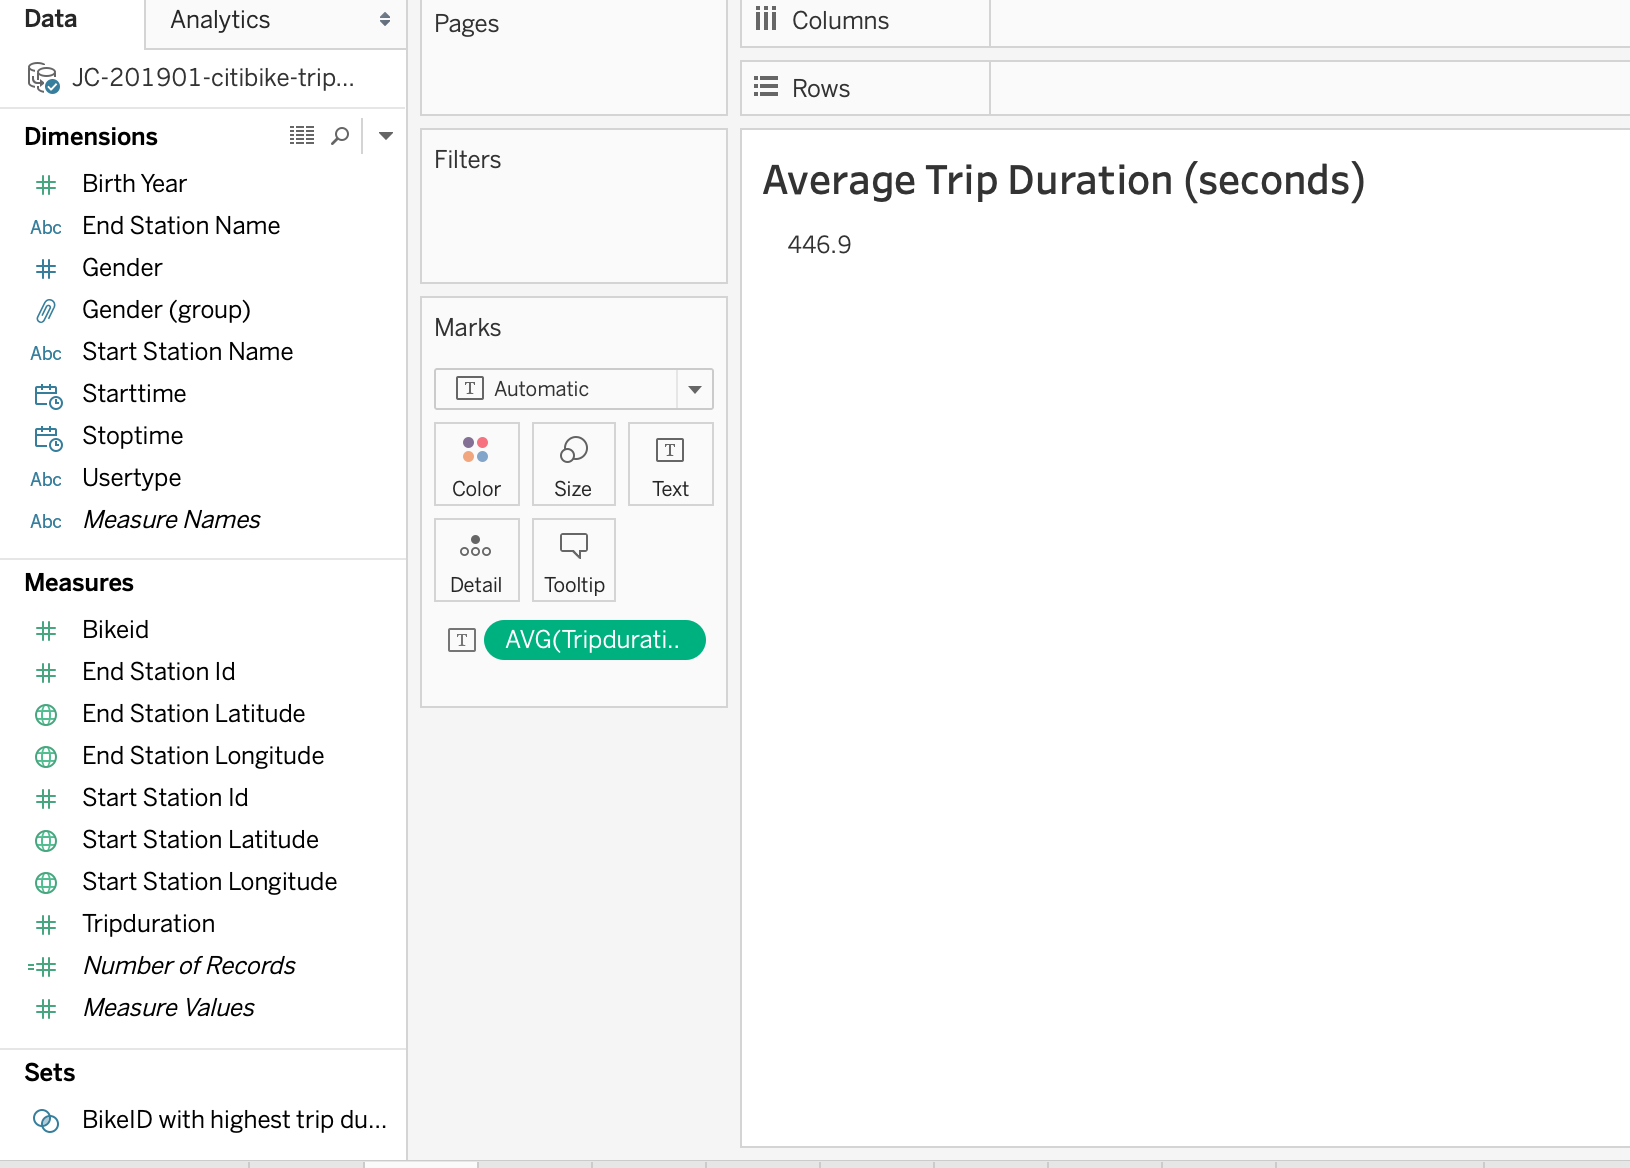 Data
Analytics
JC-201901-citibike-trip...
Dimensions
Birth Year
Abc End Station Name
Gender
Gender (group)
Abc Start Station Name
Starttime
Stoptime
Abc Usertype
Abc Measure Names
Measures
Bikeid
End Station Id
End Station Latitude
End Station Longitude
Start Station Id
Start Station Latitude
Start Station Longitude
Tripduration
Number of Records
Measure Values
Sets
BikeID with highest trip du...
Pages
Filters
Marks
T Automatic
Color Size T Text
Detail Tooltip
T AVG(Tripdurati..
Columns
Rows
Average Trip Duration (seconds)
446.9